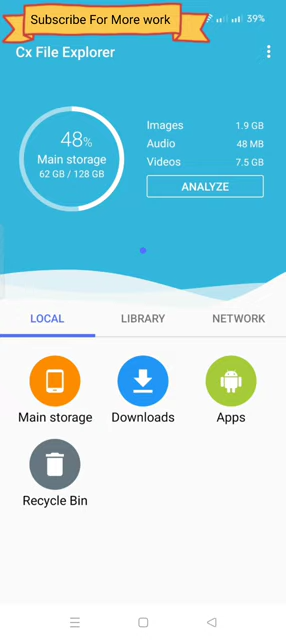 Subscribe For More work
39%
Cx File Explorer
48%
Main storage
62 GB / 128 GB
Images 1.9 GB
Audio 48 MB
Videos 7.5 GB
ANALYZE
LOCAL LIBRARY NETWORK
Main storage Downloads Apps
Recycle Bin